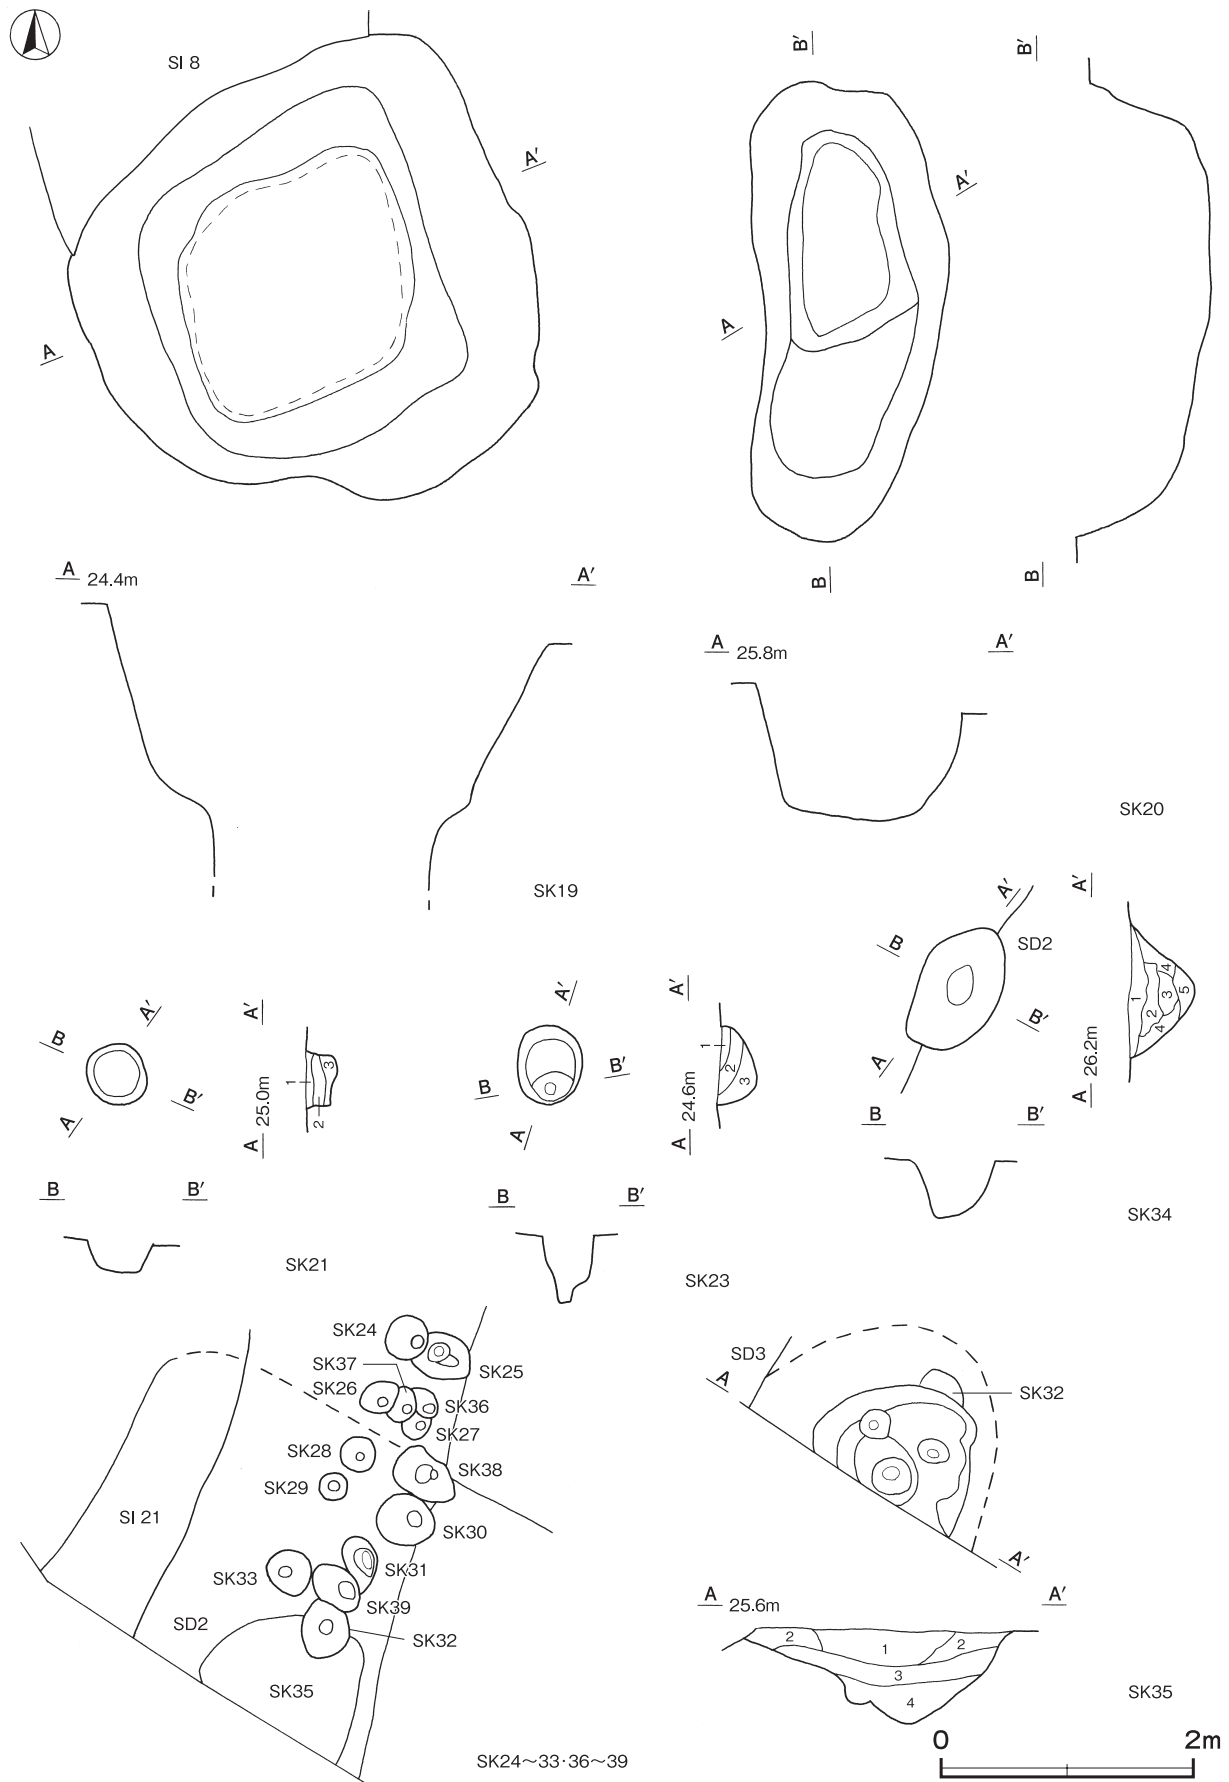 SI 8
A
A′
B′
B
A
A′
B′
B
A 24.4m
A′
SK19
A 25.8m
A′
SK20
B
A′
B′
A
A′
1
2
3
A 25.0m
B
B′
SK21
A′
B
B′
A
A′
1
2
3
A 24.6m
B
B′
SK23
A′
B
SD2
B′
A
A′
1
2
3
4
4
5
A 26.2m
B
B′
SK34
SK24
SK37
SK25
SK26
SK36
SK27
SK28
SK38
SK29
SI 21
SK30
SK33
SK31
SK39
SD2
SK32
SK35
SK24～33・36～39
SD3
A
SK32
A′
A 25.6m
A′
2
1
2
3
4
SK35
0
2m